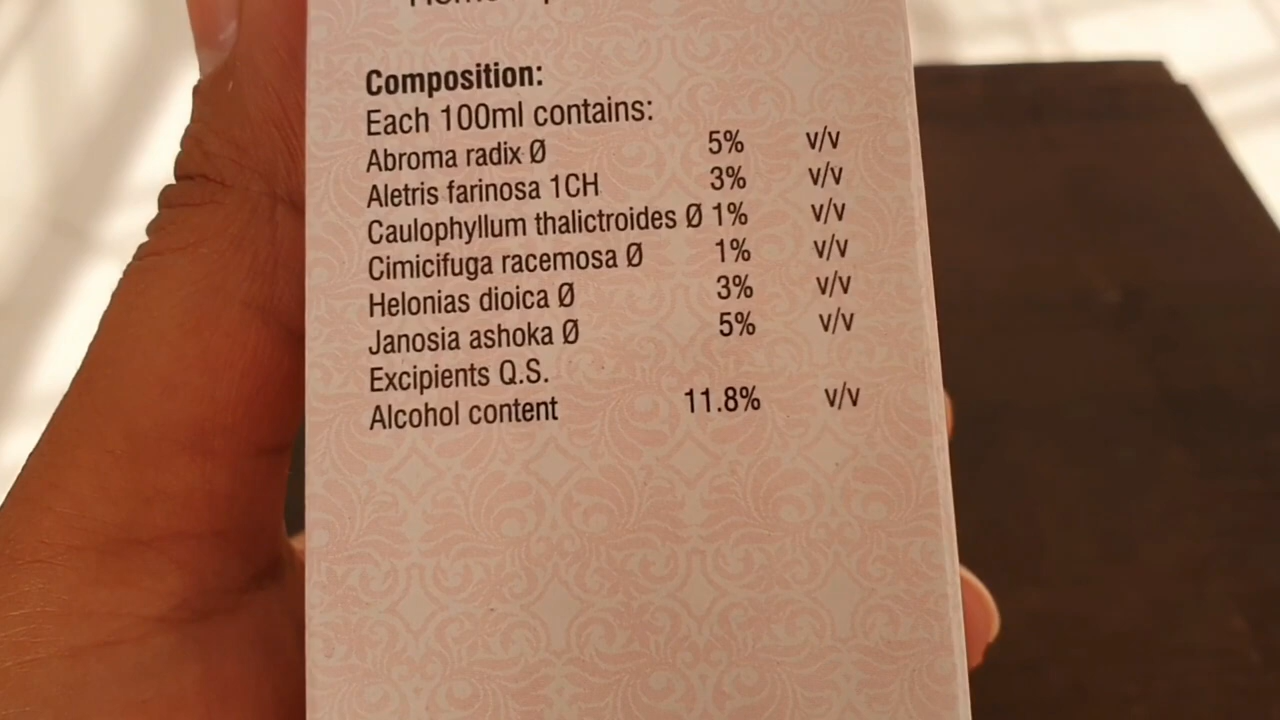 Composition:
Each 100ml contains:
Abroma radix Ø 5% v/v
Aletris farinosa 1CH 3% v/v
Caulophyllum thalictroides Ø 1% v/v
Cimicifuga racemosa Ø 1% v/v
Helonias dioica Ø 3% v/v
Janosia ashoka Ø 5% v/v
Excipients Q.S.
Alcohol content 11.8% v/v